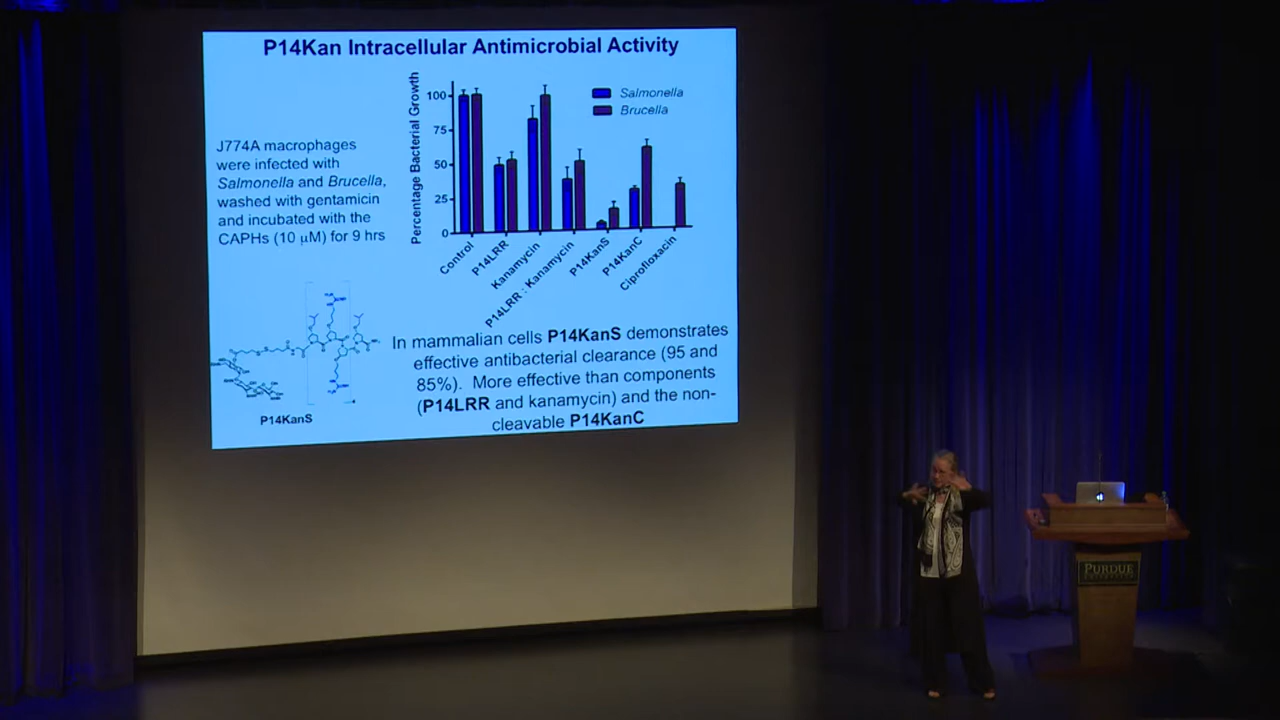 P14Kan Intracellular Antimicrobial Activity
J774A macrophages
were infected with
Salmonella and Brucella,
washed with gentamicin
and incubated with the
CAPHs (10 μM) for 9 hrs
Percentage Bacterial Growth
100
75
50
25
0
Salmonella
Brucella
Control
P14LRR
Kanamycin
P14LRR : Kanamycin
P14KanS
P14KanC
Ciprofloxacin
P14KanS
In mammalian cells P14KanS demonstrates
effective antibacterial clearance (95 and
85%). More effective than components
(P14LRR and kanamycin) and the non-
cleavable P14KanC
PURDUE
UNIVERSITY